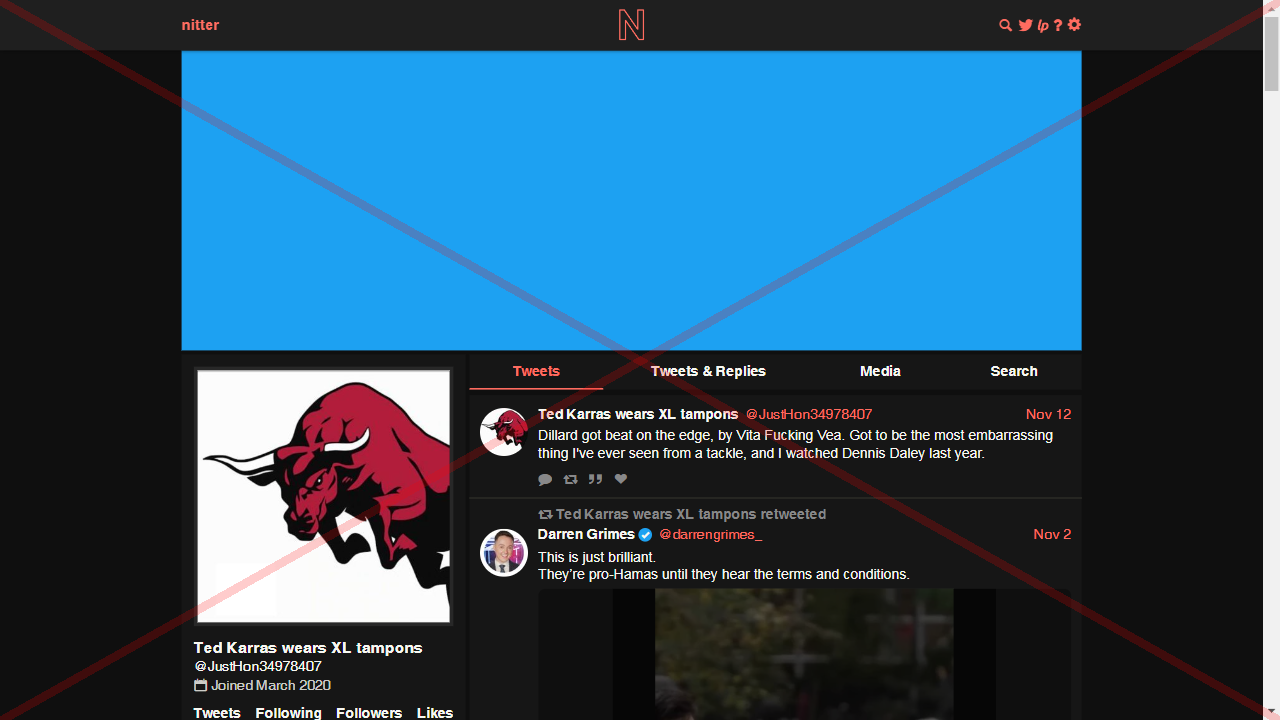 nitter
N
lp ?
Tweets Tweets & Replies Media Search
Ted Karras wears XL tampons @JustHon34978407 Nov 12
Dillard got beat on the edge, by Vita Fucking Vea. Got to be the most embarrassing
thing I've ever seen from a tackle, and I watched Dennis Daley last year.
Ted Karras wears XL tampons retweeted
Darren Grimes @darrengrimes_ Nov 2
This is just brilliant.
They’re pro-Hamas until they hear the terms and conditions.
Ted Karras wears XL tampons
@JustHon34978407
Joined March 2020
Tweets Following Followers Likes